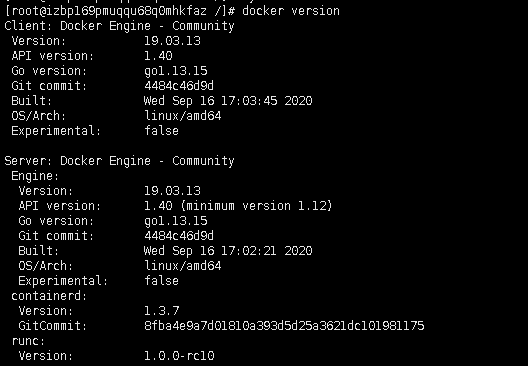 [root@izbp169pmuqqu68q0mhkfaz /]# docker version
Client: Docker Engine - Community
Version: 19.03.13
API version: 1.40
Go version: go1.13.15
Git commit: 4484c46d9d
Built: Wed Sep 16 17:03:45 2020
OS/Arch: linux/amd64
Experimental: false
Server: Docker Engine - Community
Engine:
Version: 19.03.13
API version: 1.40 (minimum version 1.12)
Go version: go1.13.15
Git commit: 4484c46d9d
Built: Wed Sep 16 17:02:21 2020
OS/Arch: linux/amd64
Experimental: false
containerd:
Version: 1.3.7
GitCommit: 8fba4e9a7d01810a393d5d25a3621dc101981175
runc:
Version: 1.0.0-rc10